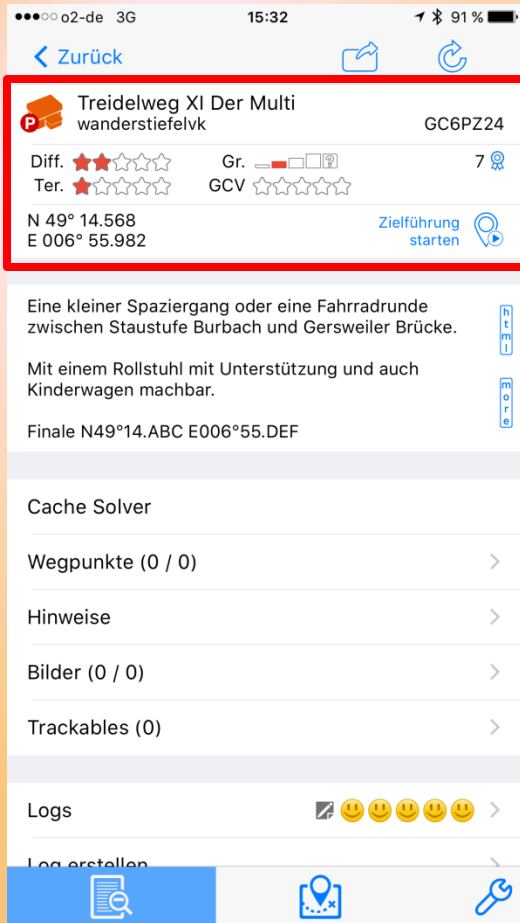 o2-de 3G 15:32 91 %
Zurück
Treidelweg XI Der Multi
P wanderstiefelvk GC6PZ24
Diff. Gr. ? 7
Ter. GCV
N 49° 14.568
E 006° 55.982
Zielführung
starten
Eine kleiner Spaziergang oder eine Fahrradrunde
zwischen Staustufe Burbach und Gersweiler Brücke.
html
Mit einem Rollstuhl mit Unterstützung und auch
Kinderwagen machbar.
more
Finale N49°14.ABC E006°55.DEF
Cache Solver
Wegpunkte (0 / 0)
Hinweise
Bilder (0 / 0)
Trackables (0)
Logs
Log erstellen